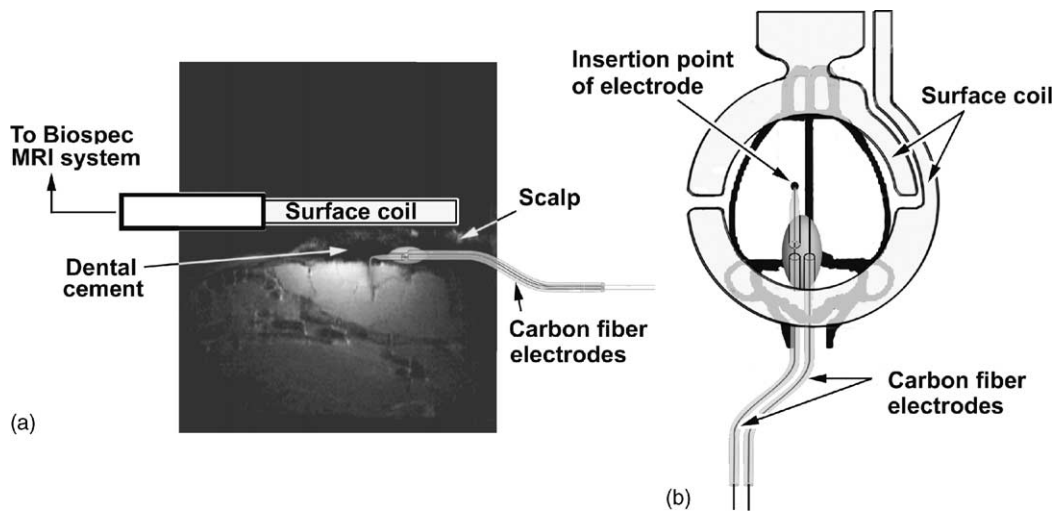 To Biospec
MRI system
Surface coil
Scalp
Dental
cement
Carbon fiber
electrodes
(a)
Insertion point
of electrode
Surface coil
Carbon fiber
electrodes
(b)